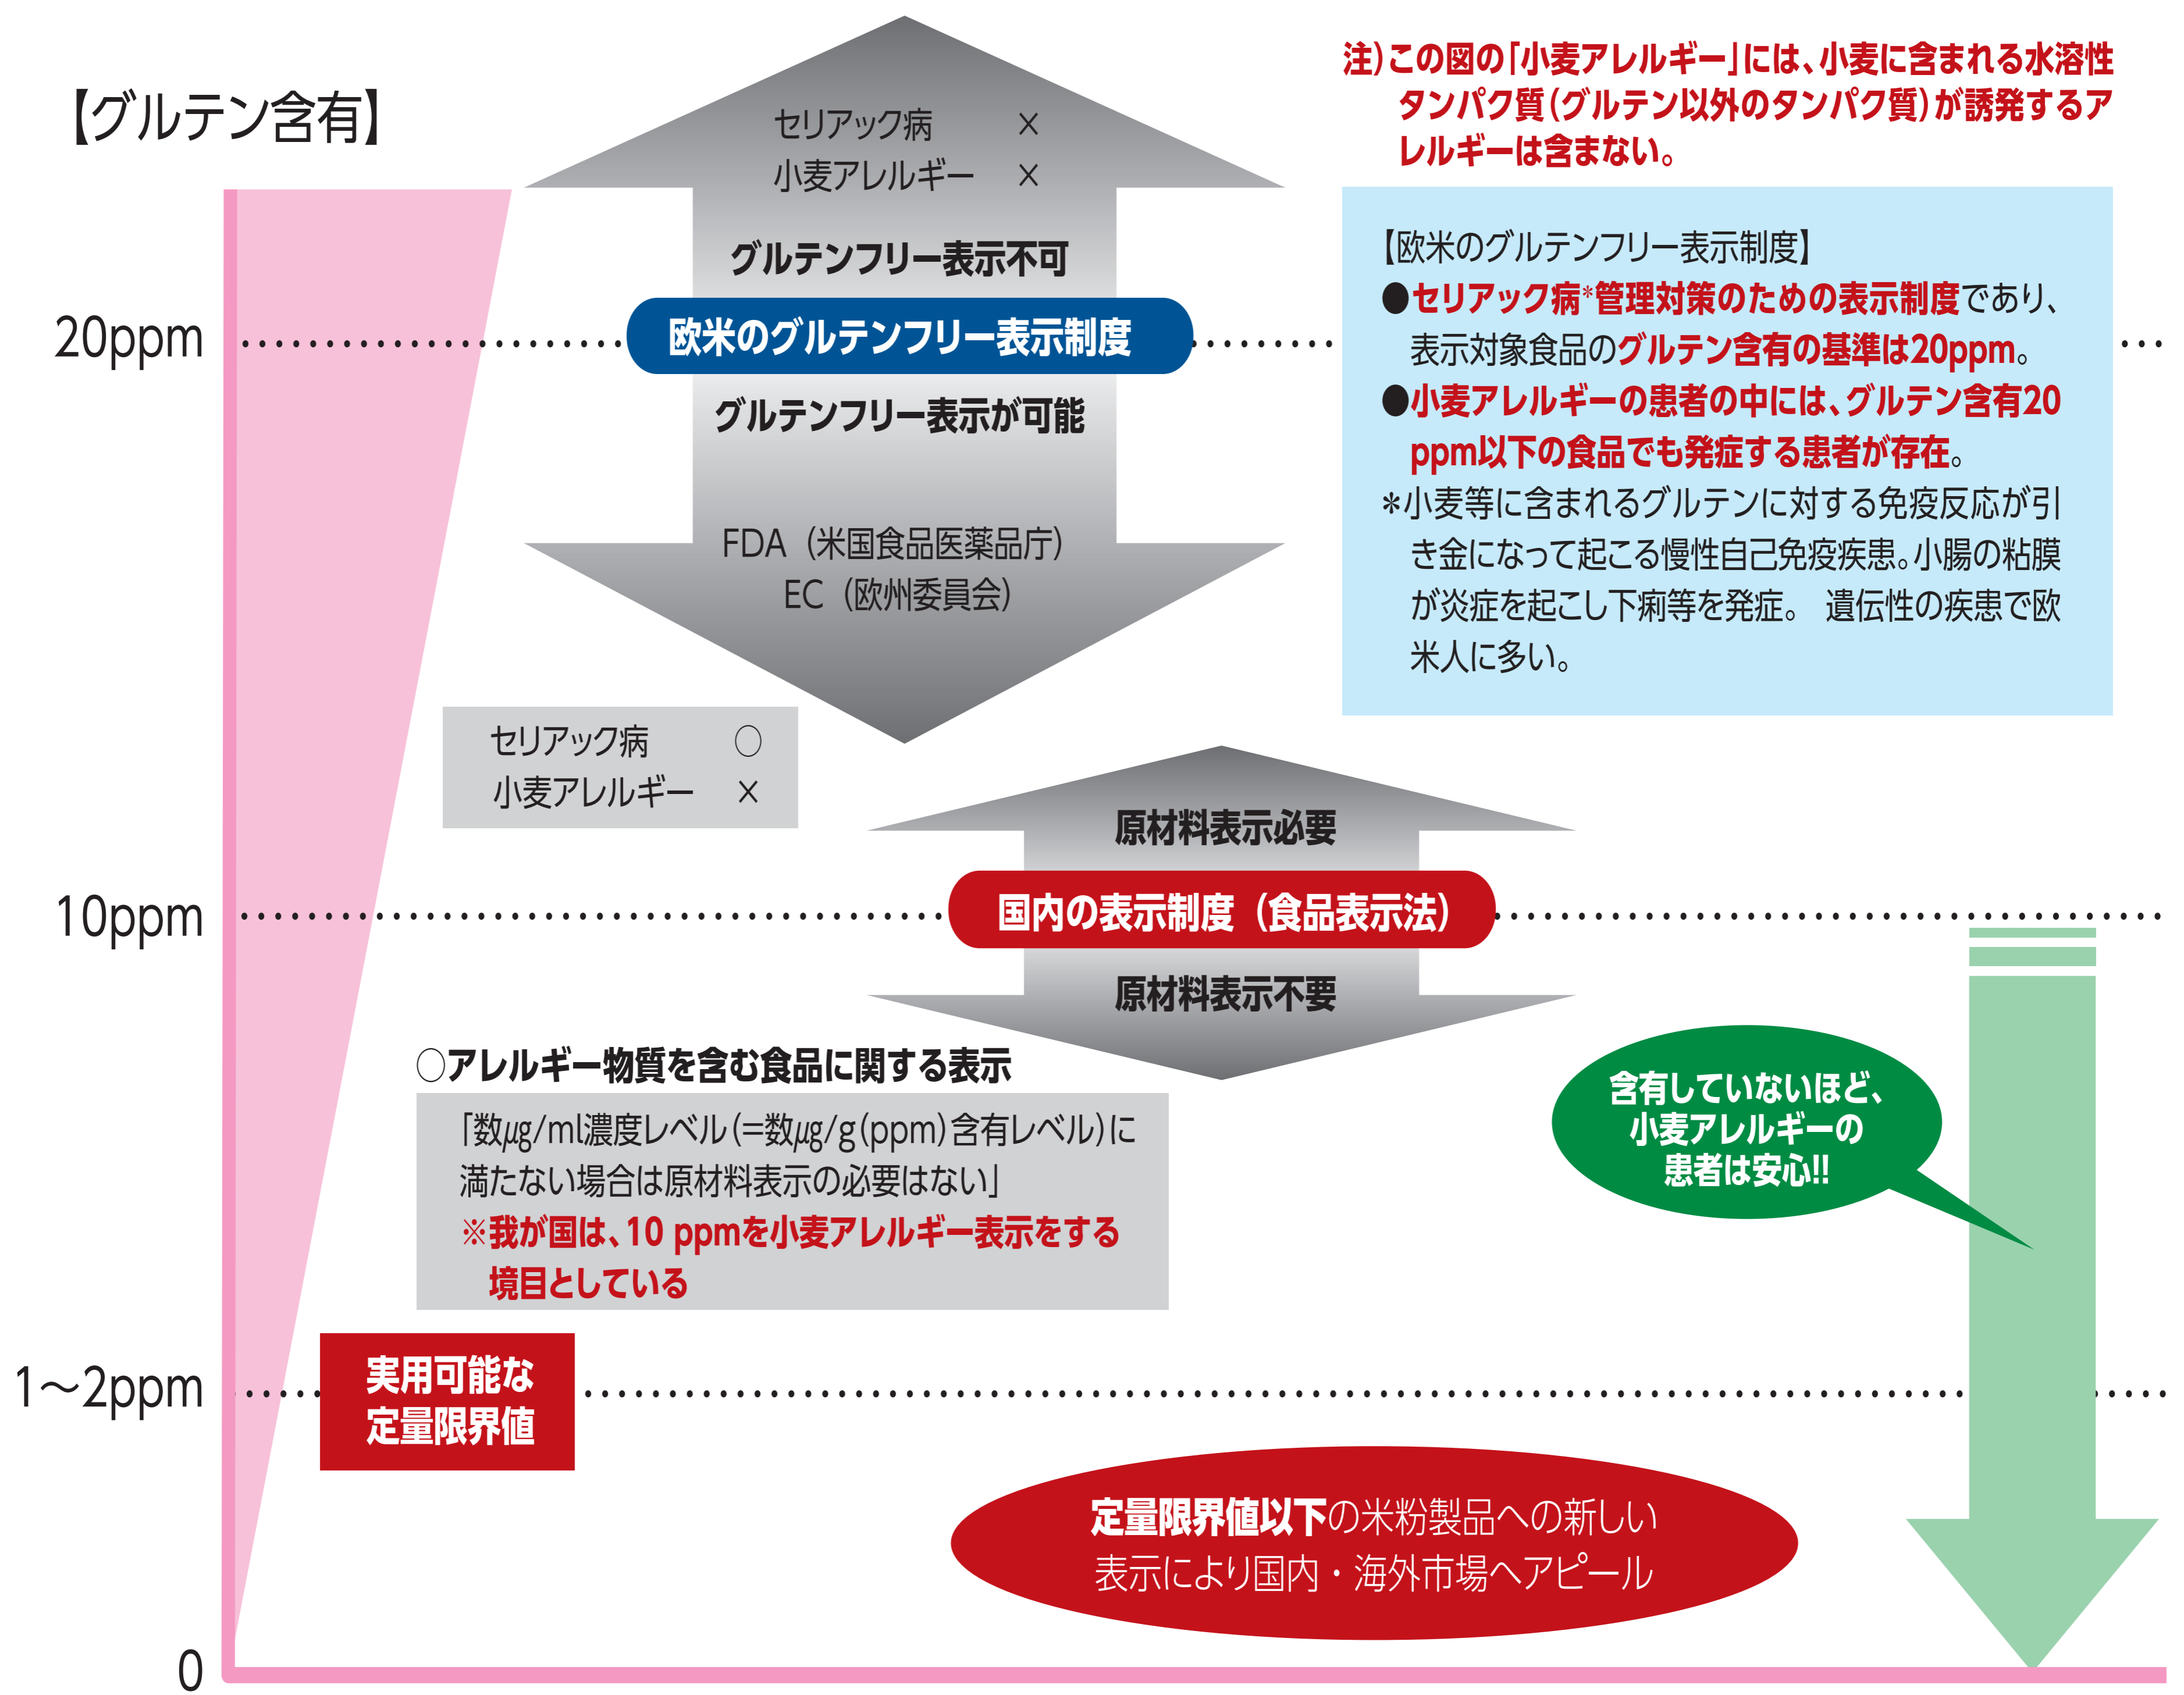 【グルテン含有】
セリアック病 ×
小麦アレルギー ×
グルテンフリー表示不可
20ppm
欧米のグルテンフリー表示制度
グルテンフリー表示が可能
FDA（米国食品医薬品庁）
EC（欧州委員会）
注）この図の「小麦アレルギー」には、小麦に含まれる水溶性
タンパク質（グルテン以外のタンパク質）が誘発するア
レルギーは含まない。
【欧米のグルテンフリー表示制度】
●セリアック病*管理対策のための表示制度であり、
表示対象食品のグルテン含有の基準は20ppm。
●小麦アレルギーの患者の中には、グルテン含有20
ppm以下の食品でも発症する患者が存在。
*小麦等に含まれるグルテンに対する免疫反応が引
き金になって起こる慢性自己免疫疾患。小腸の粘膜
が炎症を起こし下痢等を発症。 遺伝性の疾患で欧
米人に多い。
セリアック病 ○
小麦アレルギー ×
原材料表示必要
10ppm
国内の表示制度（食品表示法）
原材料表示不要
○アレルギー物質を含む食品に関する表示
「数μg/ml濃度レベル（=数μg/g（ppm）含有レベル）に
満たない場合は原材料表示の必要はない」
※我が国は、10 ppmを小麦アレルギー表示をする
境目としている
含有していないほど、
小麦アレルギーの
患者は安心!!
1〜2ppm
実用可能な
定量限界値
定量限界値以下の米粉製品への新しい
表示により国内・海外市場へアピール
0